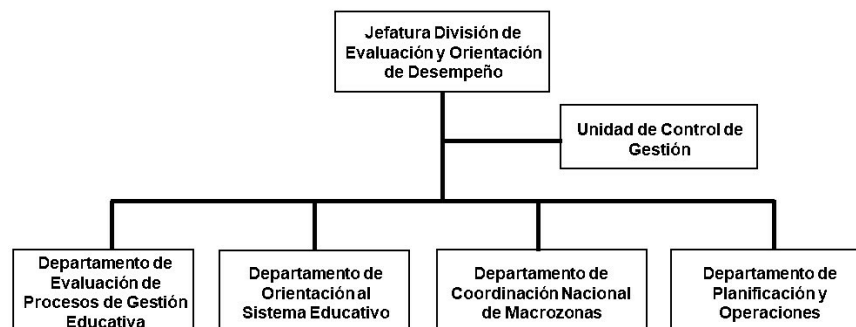 Jefatura División de
Evaluación y Orientación
de Desempeño
Unidad de Control de
Gestión
Departamento de
Evaluación de
Procesos de Gestión
Educativa
Departamento de
Orientación al
Sistema Educativo
Departamento de
Coordinación Nacional
de Macrozonas
Departamento de
Planificación y
Operaciones